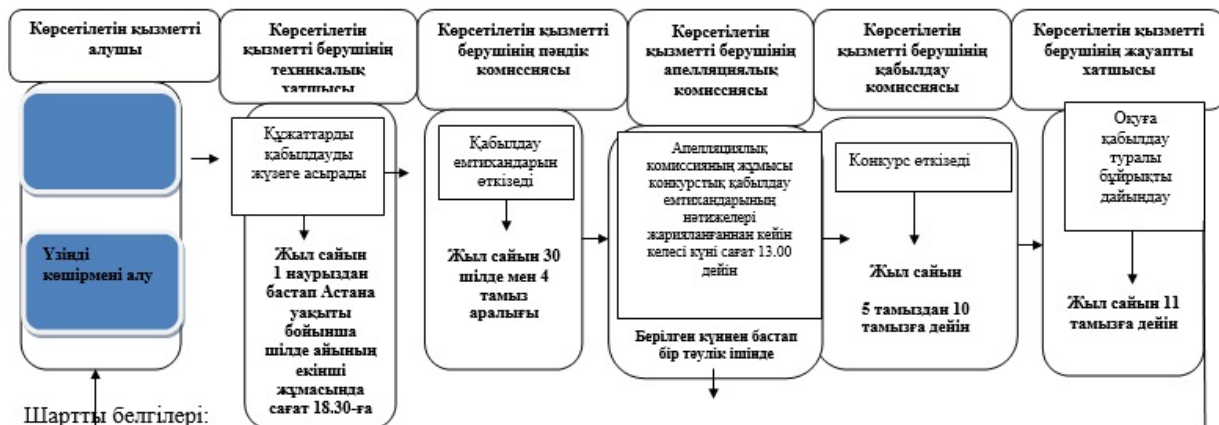 Көрсетілетін қызметті
алушы
Үзінді
көшірмені алу
Көрсетілетін
қызметті берушінің
техникалық
хатшысы
Құжаттарды
қабылдауды
жүзеге асырады
Жыл сайын
1 наурыздан
бастап Астана
уақыты
бойынша
шілде айының
екінші
жұмасында
сағат 18.30-ға
Көрсетілетін қызметті
берушінің пәндік
комиссиясы
Қабылдау
емтихандарын
өткізеді
Жыл сайын 30
шілде мен 4
тамыз
аралығы
Көрсетілетін
қызметті берушінің
апелляциялық
комиссиясы
Апелляциялық
комиссияның жұмысы
конкурстық қабылдау
емтихандарының
нәтижелері
жарияланғаннан кейін
келесі күні сағат 13.00
дейін
Берілген күннен бастап
бір тәулік ішінде
Көрсетілетін
қызметті берушінің
қабылдау
комиссиясы
Конкурс өткізеді
Жыл сайын
5 тамыздан 10
тамызға дейін
Көрсетілетін қызметті
берушінің жауапты
хатшысы
Оқуға
қабылдау
туралы
бұйрықты
дайындау
Жыл сайын 11
тамызға дейін
Шартты белгілері: